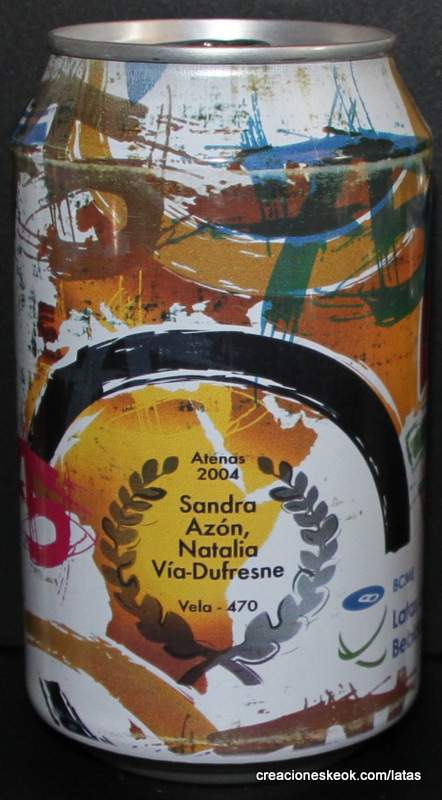 Atenas
2004
Sandra
Azón,
Natalia
Vía-Dufresne
Vela - 470
creacioneskeok.com/latas